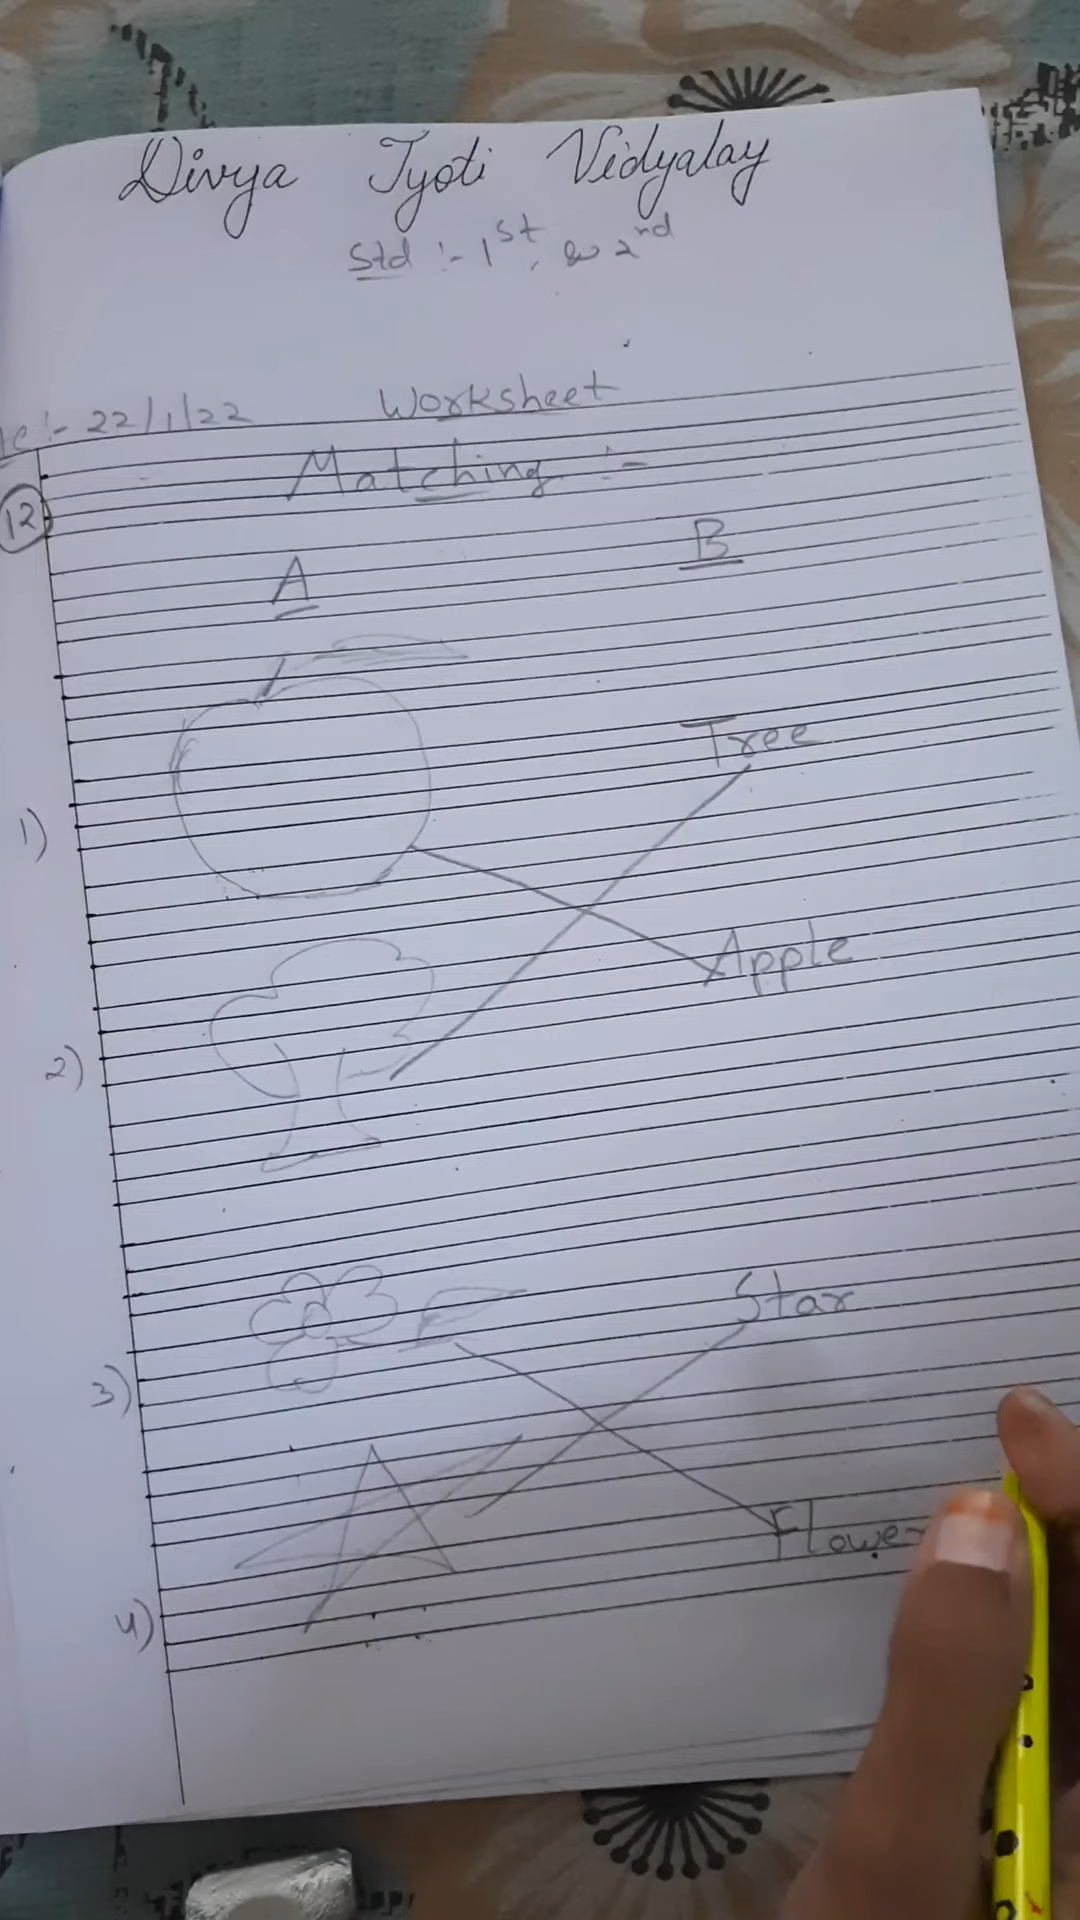 Divya Jyoti Vidyalay
Std :- 1st, & 2nd
:- 22/1/22 Worksheet
12 Matching :-
A B
Tree
1)
Apple
2)
Star
3)
Flower
4)